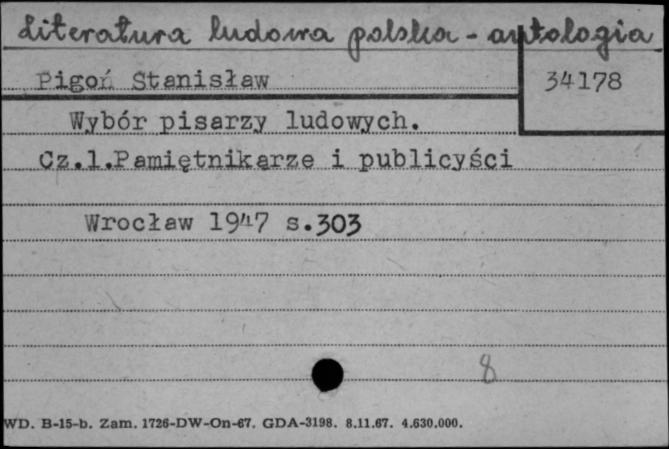 Literatura ludowa polska - antologia
Pigoń Stanisław
34178
Wybór pisarzy ludowych.
Cz.1.Pamiętnikarze i publicyści
Wrocław 1947 s.303
8
WD. B-15-b. Zam. 1726-DW-On-67. GDA-3198. 8.11.67. 4.630.000.